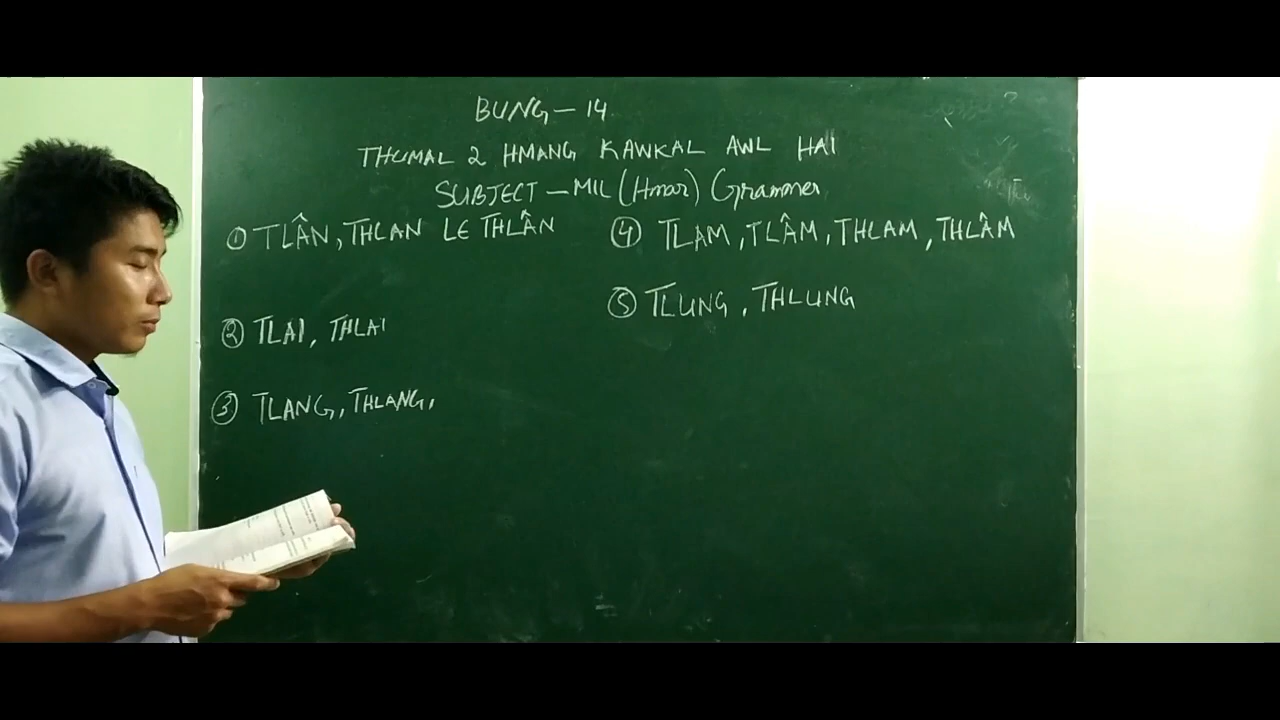 BUNG - 14
THUMAL 2 HMANG KAWKAL AWL HAI
SUBJECT - MIL (Hmar) Grammer
① TLÂN, THLAN LE THLÂN
② TLAI, THLAI
③ TLANG, THLANG,
④ TLAM, TLÂM, THLAM, THLÂM
⑤ TLUNG, THLUNG